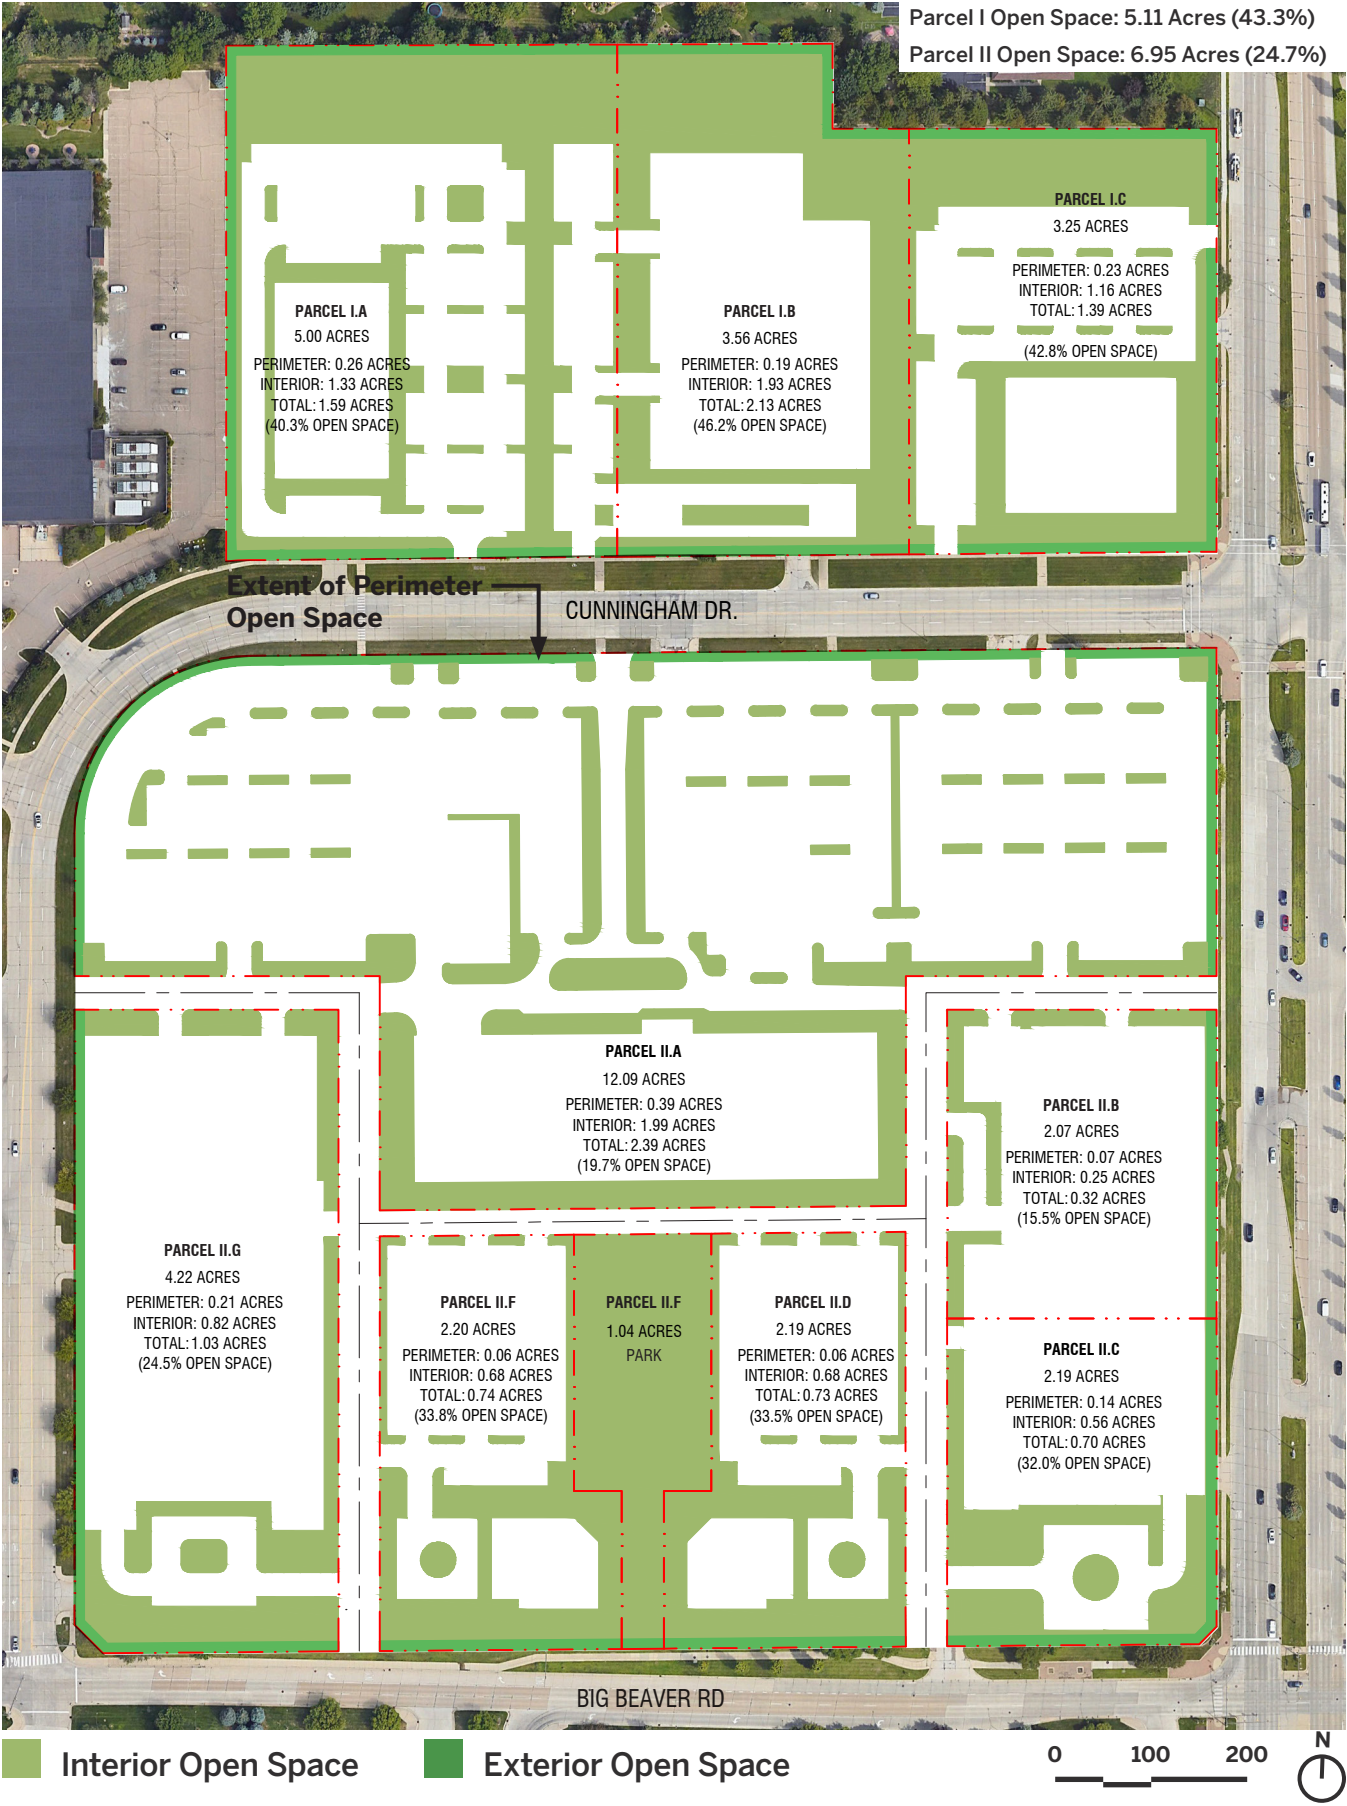 Parcel I Open Space: 5.11 Acres (43.3%)
Parcel II Open Space: 6.95 Acres (24.7%)
PARCEL I.C
3.25 ACRES
PERIMETER: 0.23 ACRES
INTERIOR: 1.16 ACRES
TOTAL: 1.39 ACRES
(42.8% OPEN SPACE)
PARCEL I.A
5.00 ACRES
PERIMETER: 0.26 ACRES
INTERIOR: 1.33 ACRES
TOTAL: 1.59 ACRES
(40.3% OPEN SPACE)
PARCEL I.B
3.56 ACRES
PERIMETER: 0.19 ACRES
INTERIOR: 1.93 ACRES
TOTAL: 2.13 ACRES
(46.2% OPEN SPACE)
Extent of Perimeter
Open Space
CUNNINGHAM DR.
PARCEL II.A
12.09 ACRES
PERIMETER: 0.39 ACRES
INTERIOR: 1.99 ACRES
TOTAL: 2.39 ACRES
(19.7% OPEN SPACE)
PARCEL II.B
2.07 ACRES
PERIMETER: 0.07 ACRES
INTERIOR: 0.25 ACRES
TOTAL: 0.32 ACRES
(15.5% OPEN SPACE)
PARCEL II.G
4.22 ACRES
PERIMETER: 0.21 ACRES
INTERIOR: 0.82 ACRES
TOTAL: 1.03 ACRES
(24.5% OPEN SPACE)
PARCEL II.F
2.20 ACRES
PERIMETER: 0.06 ACRES
INTERIOR: 0.68 ACRES
TOTAL: 0.74 ACRES
(33.8% OPEN SPACE)
PARCEL II.F
1.04 ACRES
PARK
PARCEL II.D
2.19 ACRES
PERIMETER: 0.06 ACRES
INTERIOR: 0.68 ACRES
TOTAL: 0.73 ACRES
(33.5% OPEN SPACE)
PARCEL II.C
2.19 ACRES
PERIMETER: 0.14 ACRES
INTERIOR: 0.56 ACRES
TOTAL: 0.70 ACRES
(32.0% OPEN SPACE)
BIG BEAVER RD
Interior Open Space
Exterior Open Space
0 100 200
N